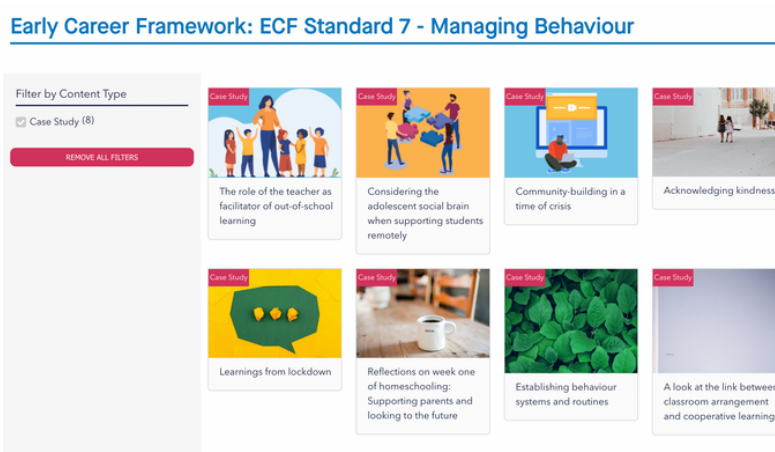 Early Career Framework: ECF Standard 7 - Managing Behaviour
Filter by Content Type
Case Study (8)
REMOVE ALL FILTERS
Case Study
The role of the teacher as
facilitator of out-of-school
learning
Case Study
Considering the
adolescent social brain
when supporting students
remotely
Case Study
Community-building in a
time of crisis
Case Study
Acknowledging kindness
Case Study
Learnings from lockdown
Case Study
Reflections on week one
of homeschooling:
Supporting parents and
looking to the future
Case Study
Establishing behaviour
systems and routines
Case Study
A look at the link between
classroom arrangement
and cooperative learning